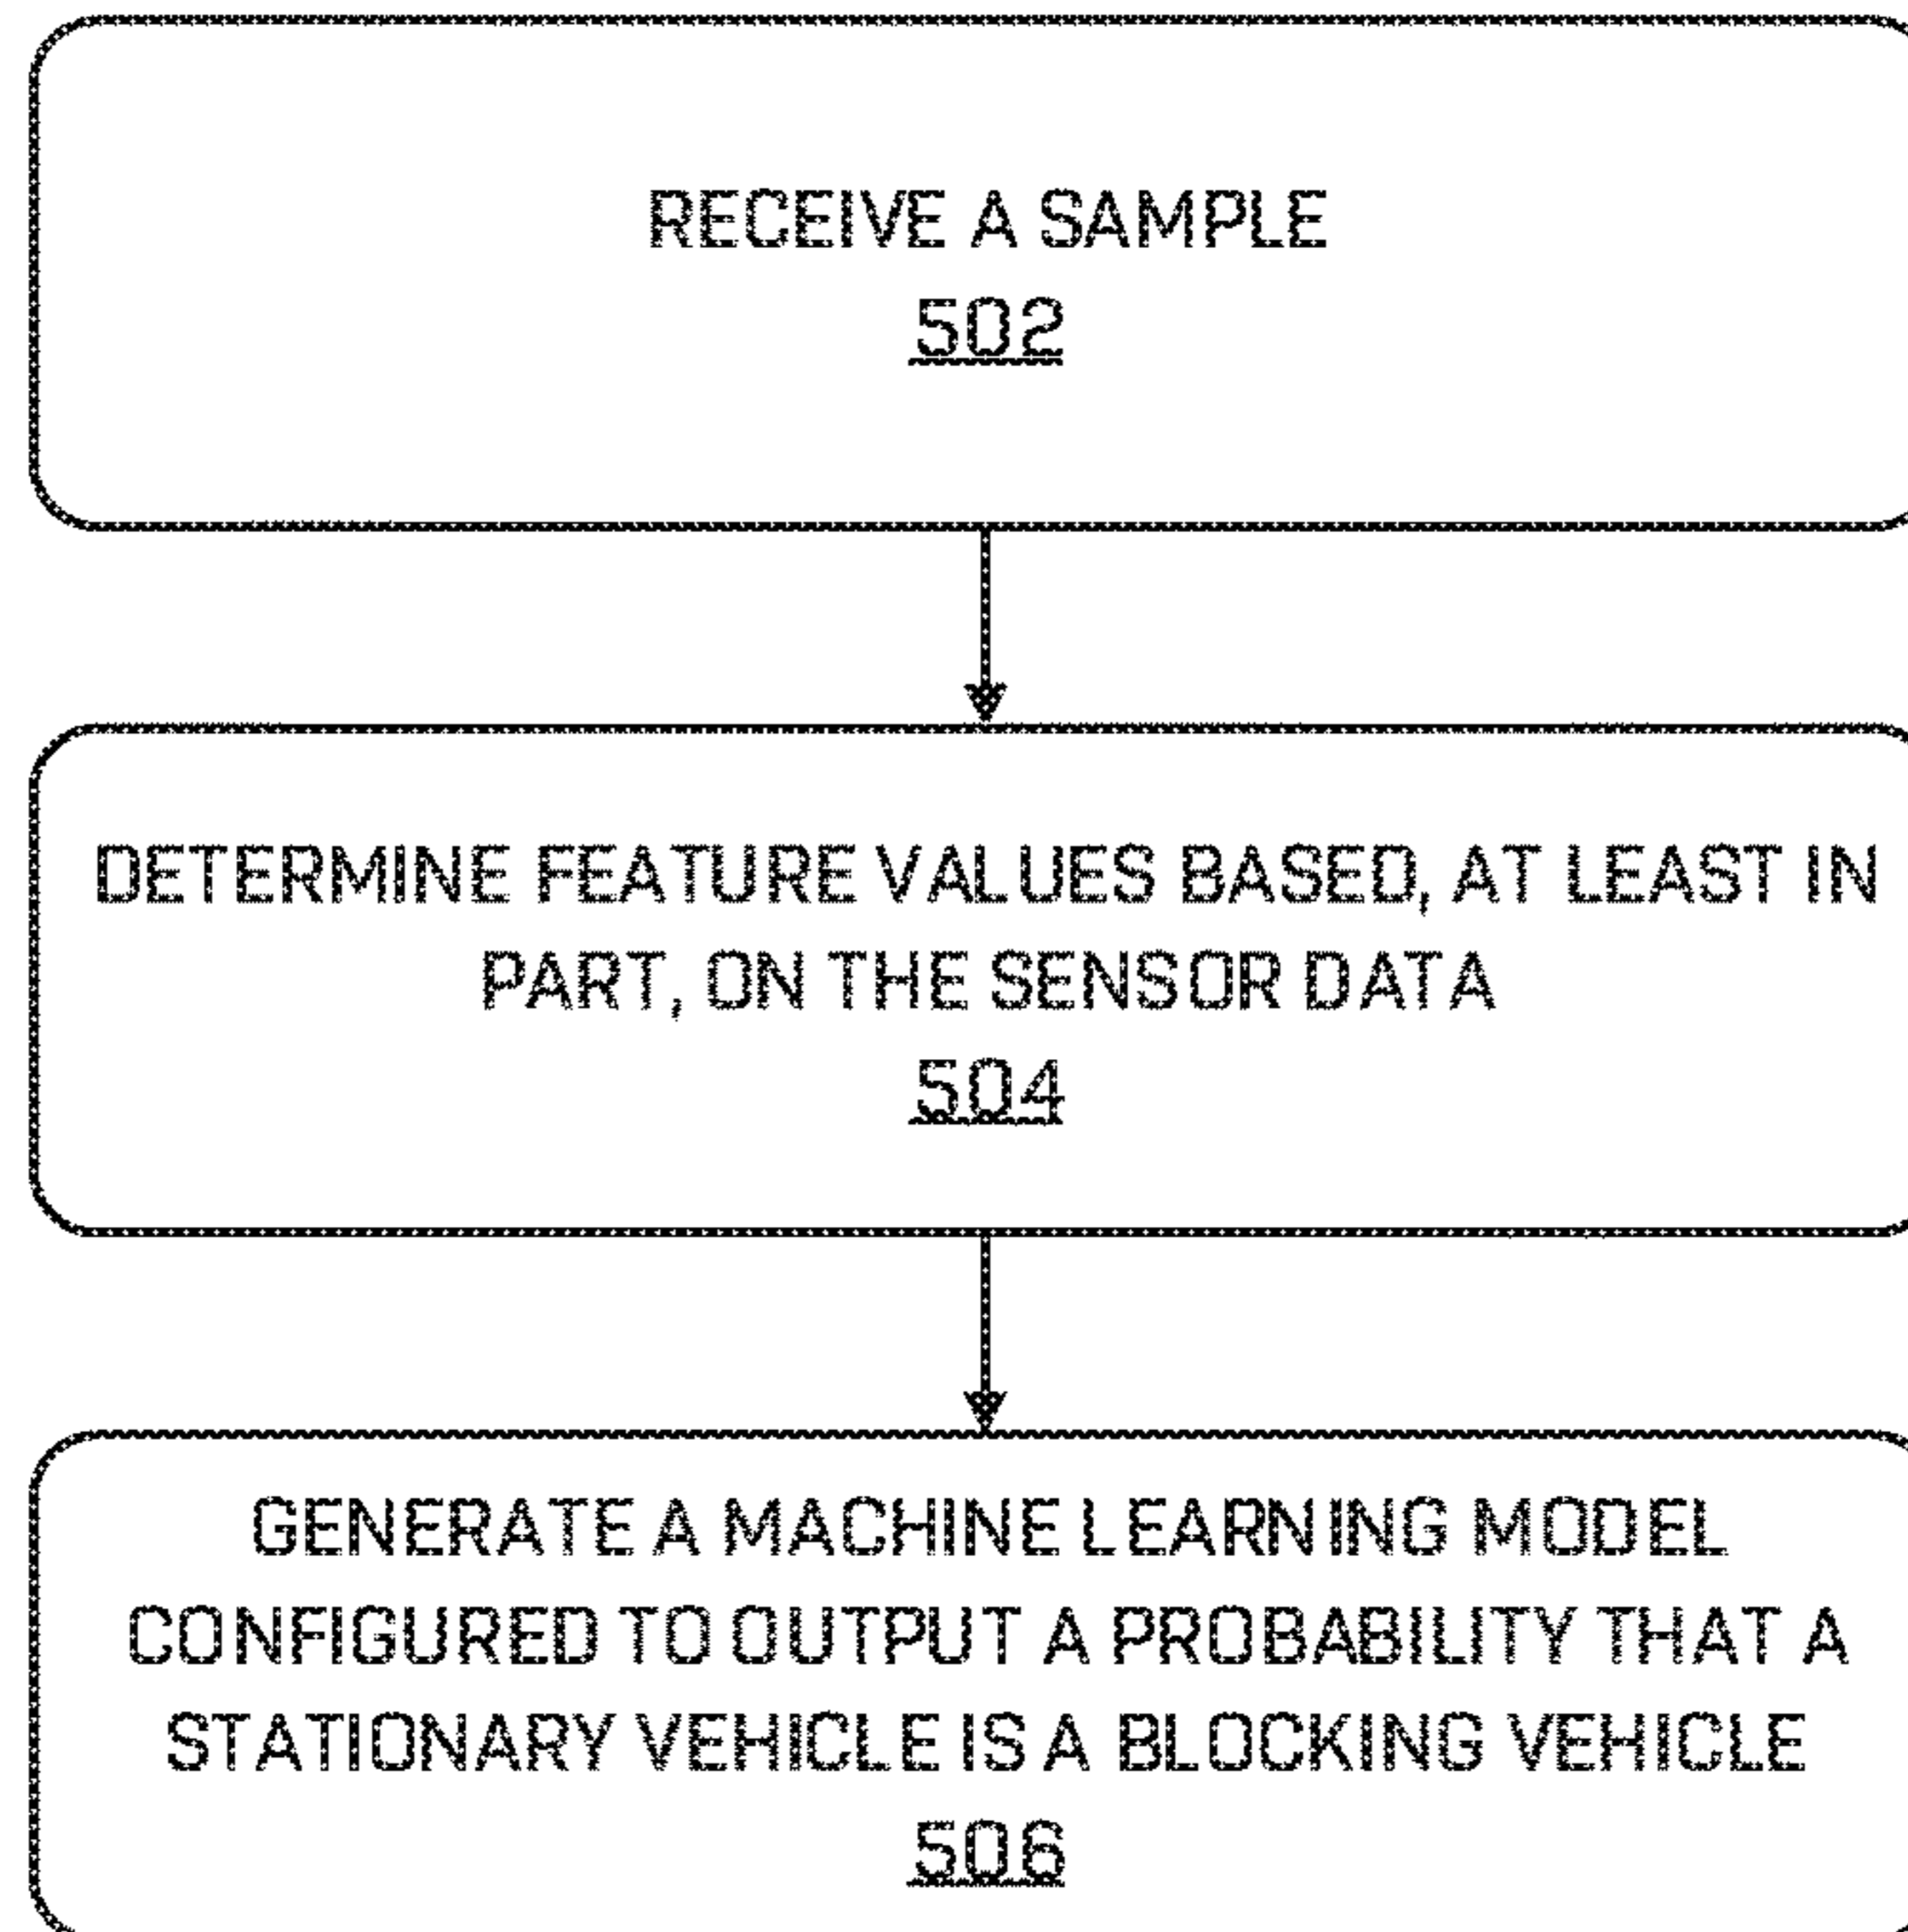 RECEIVE A SAMPLE
502
DETERMINE FEATURE VALUES BASED, AT LEAST IN
PART, ON THE SENSOR DATA
504
GENERATE A MACHINE LEARNING MODEL
CONFIGURED TO OUTPUT A PROBABILITY THAT A
STATIONARY VEHICLE IS A BLOCKING VEHICLE
506